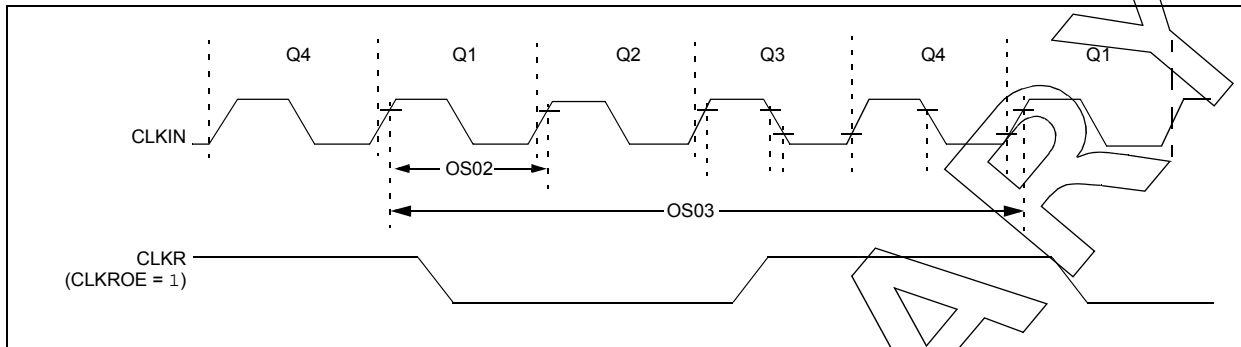 Q4 Q1 Q2 Q3 Q4 Q1
CLKIN
OS02
OS03
CLKR
(CLKROE = 1)
A R Y